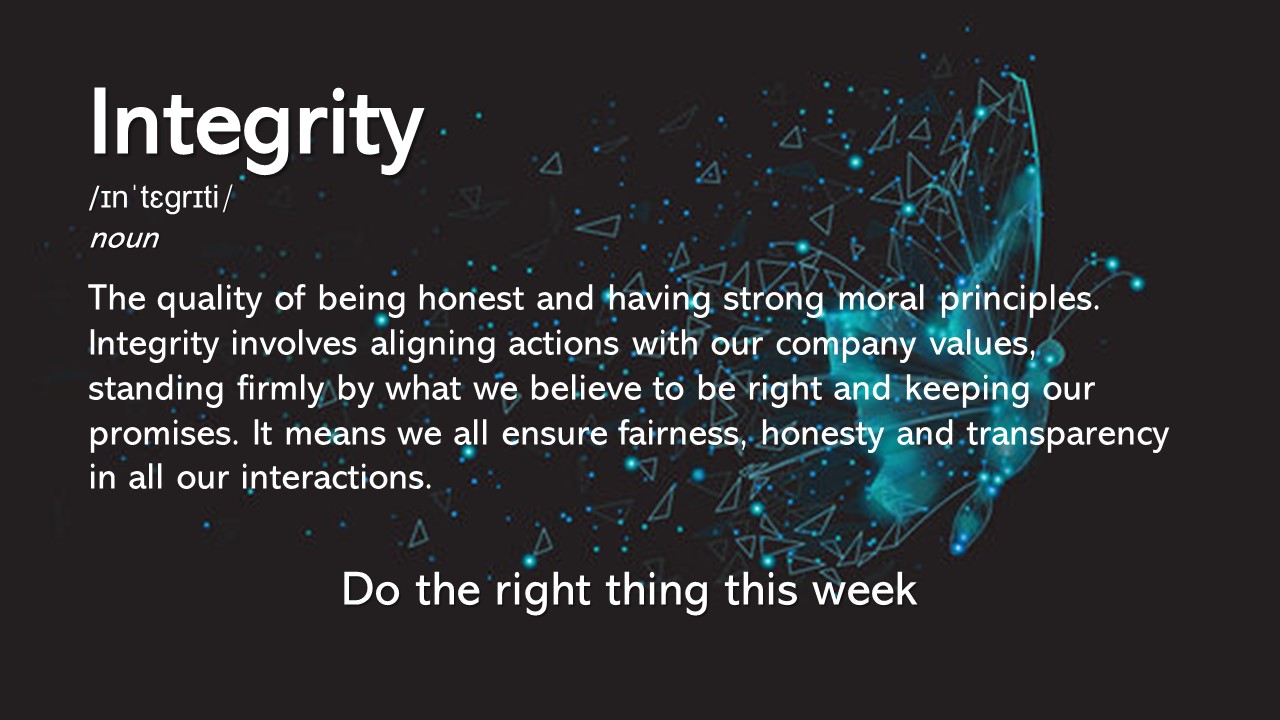 Integrity
/ɪnˈtɛɡrɪti/
noun
The quality of being honest and having strong moral principles.
Integrity involves aligning actions with our company values,
standing firmly by what we believe to be right and keeping our
promises. It means we all ensure fairness, honesty and transparency
in all our interactions.
Do the right thing this week